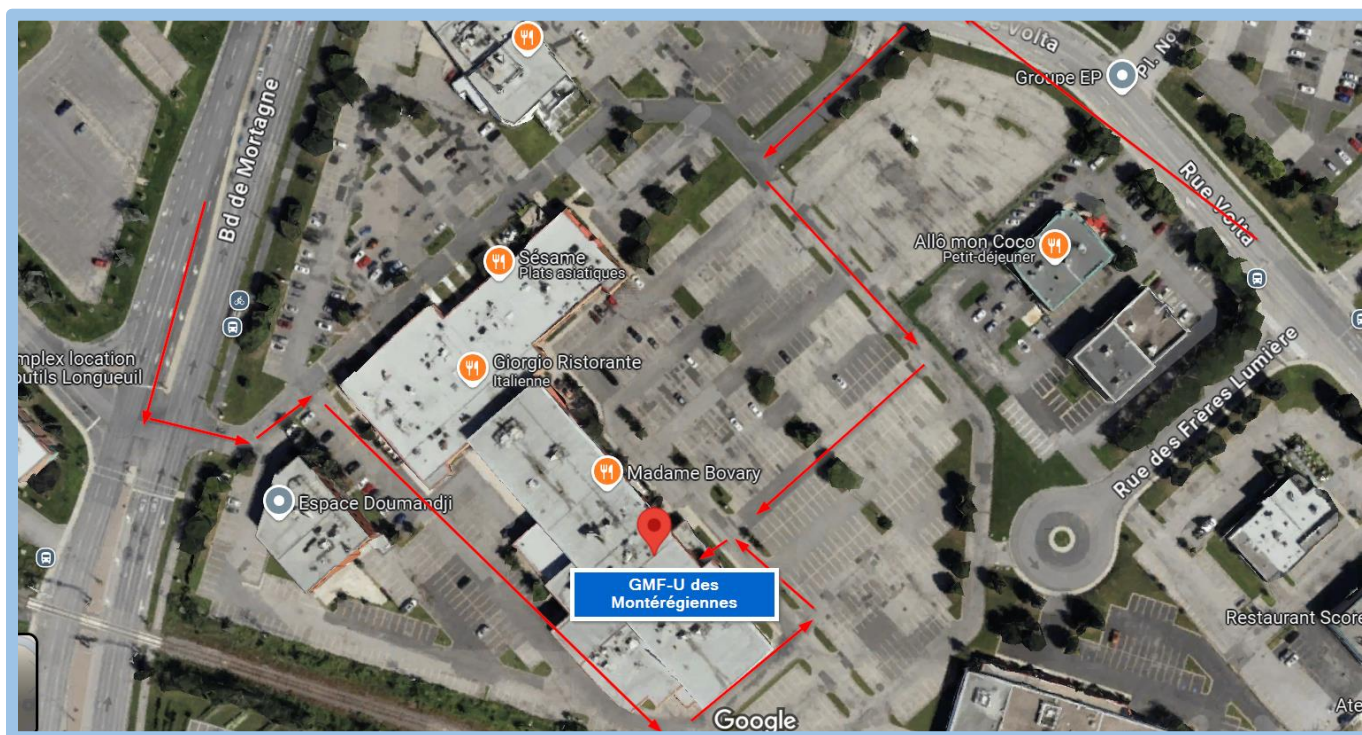 e Volta
Pl. No
Groupe EP
Bd de Mortagne
Rue Volta
Allô mon Coco
Petit-déjeuner
Sésame
Plats asiatiques
mplex location
outils Longueuil
Giorgio Ristorante
Italienne
Rue des Frères Lumière
Madame Bovary
Espace Doumandji
GMF-U des
Montérégiennes
Restaurant Score
Ate
Google